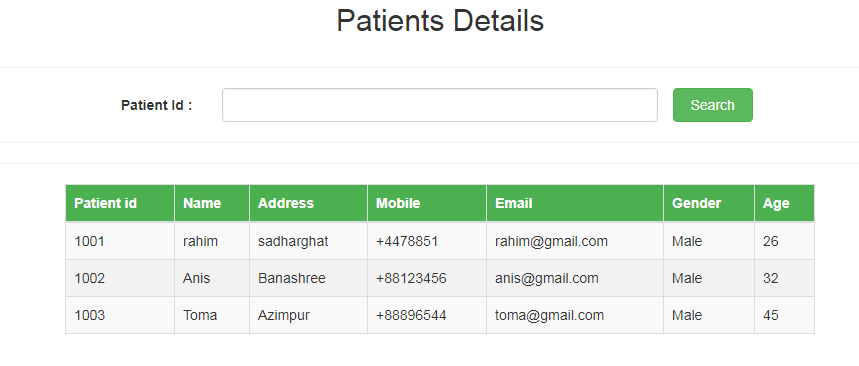 Patients Details
Patient Id : Search
Patient id Name Address Mobile Email Gender Age
1001 rahim sadharghat +4478851 rahim@gmail.com Male 26
1002 Anis Banashree +88123456 anis@gmail.com Male 32
1003 Toma Azimpur +88896544 toma@gmail.com Male 45